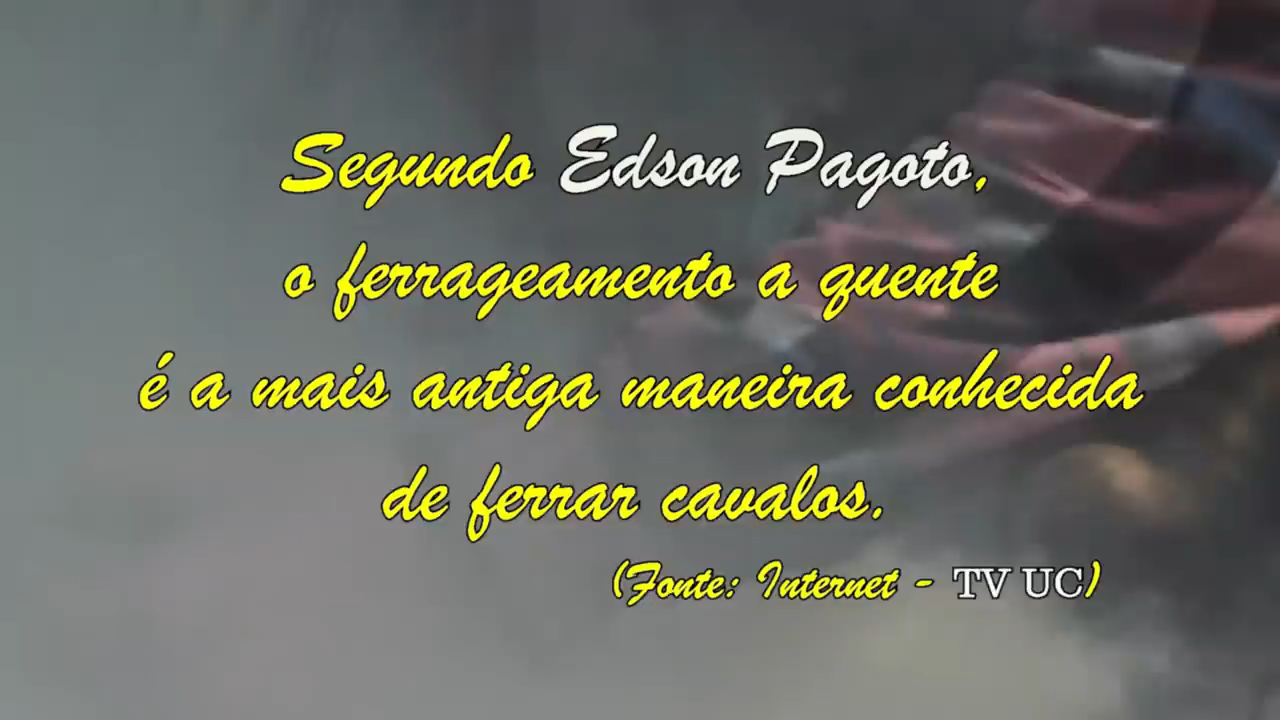 Segundo Edson Pagoto,
o ferrageamento a quente
é a mais antiga maneira conhecida
de ferrar cavalos.
(Fonte: Internet - TV UC)